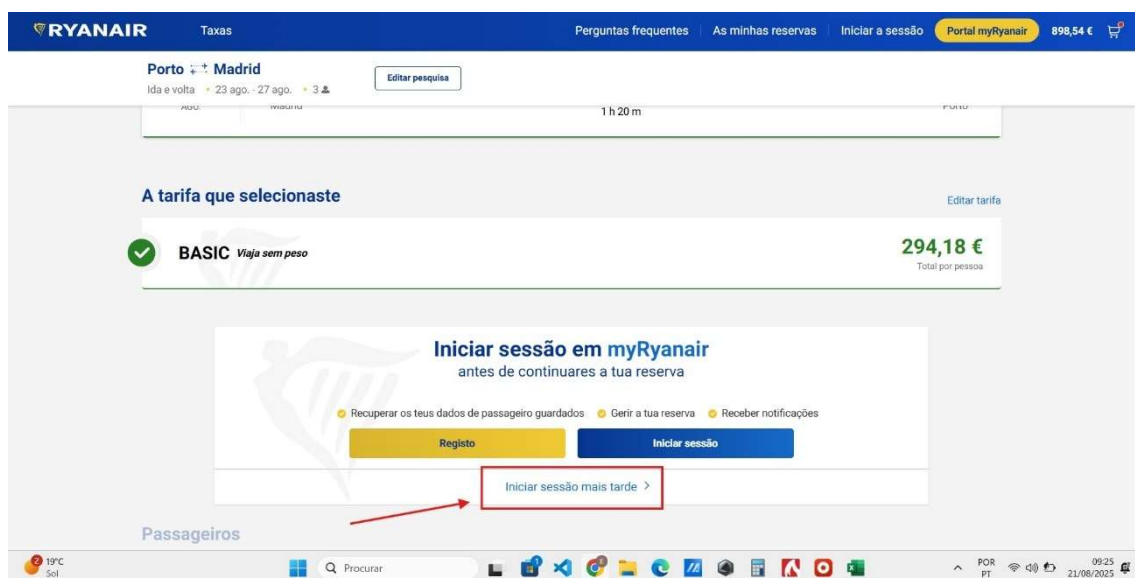 RYANAIR Taxas Perguntas frequentes As minhas reservas Iniciar a sessão Portal myRyanair 898,54 €
Porto Madrid
Editar pesquisa
Ida e volta • 23 ago. - 27 ago. • 3
AGO. Madrid Porto
1 h 20 m
A tarifa que selecionaste Editar tarifa
BASIC Viaja sem peso 294,18 €
Total por pessoa
Iniciar sessão em myRyanair
antes de continuares a tua reserva
Recuperar os teus dados de passageiro guardados Gerir a tua reserva Receber notificações
Registo Iniciar sessão
Iniciar sessão mais tarde >
Passageiros
2 19°C Procurar POR 09:25
Sol PT 21/08/2025